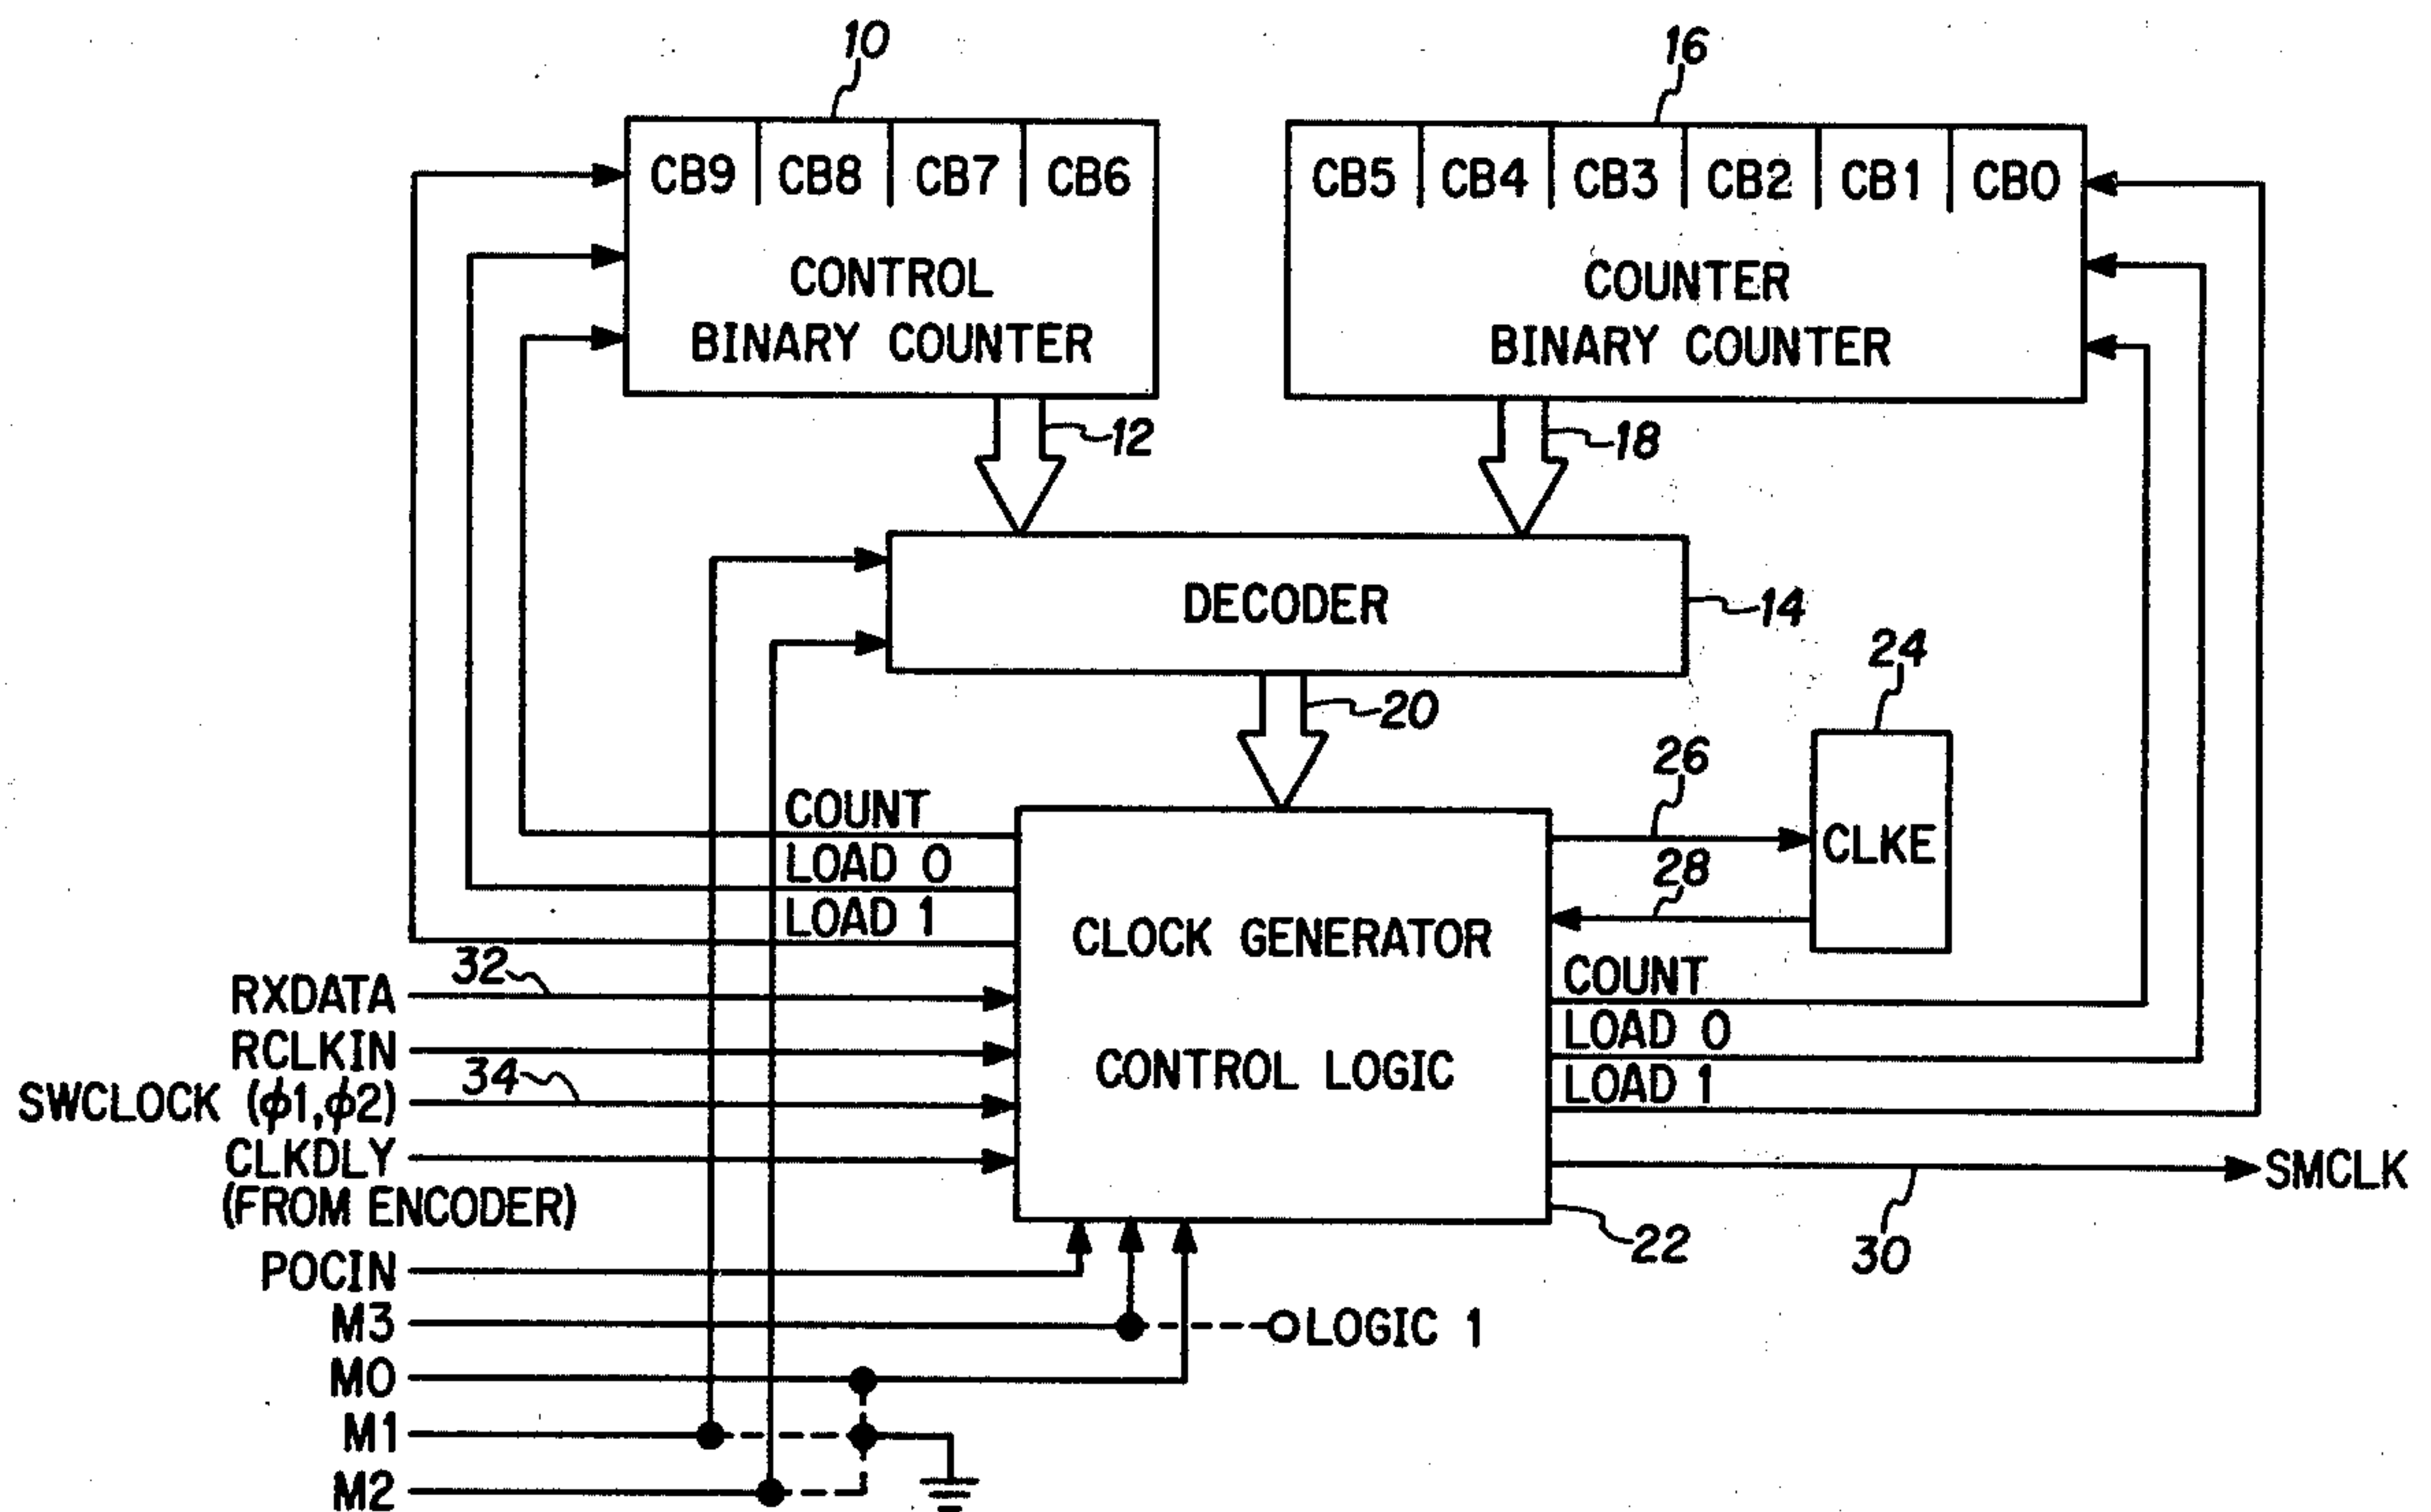 10
16
CB9 CB8 CB7 CB6
CB5 CB4 CB3 CB2 CB1 CB0
CONTROL
BINARY COUNTER
COUNTER
BINARY COUNTER
12
18
DECODER
14
24
20
26
COUNT
CLKE
LOAD 0
28
LOAD 1
CLOCK GENERATOR
CONTROL LOGIC
32
RXDATA
COUNT
RCLKIN
LOAD 0
34
SWCLOCK (ϕ1,ϕ2)
LOAD 1
CLKDLY
(FROM ENCODER)
SMCLK
22
30
POCIN
M3
LOGIC 1
M0
M1
M2